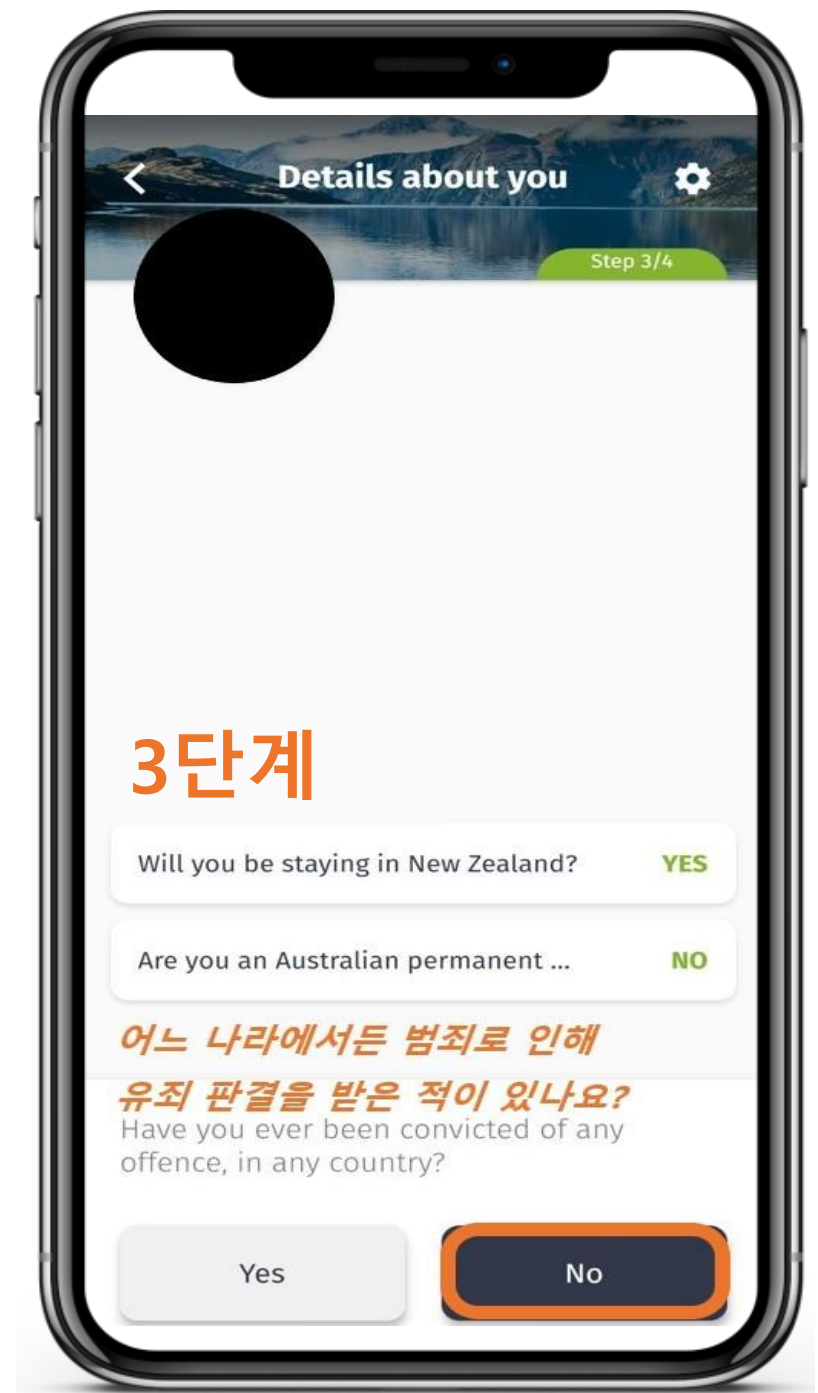 Details about you
Step 3/4
3단계
Will you be staying in New Zealand? YES
Are you an Australian permanent ... NO
어느 나라에서든 범죄로 인해
유죄 판결을 받은 적이 있나요?
Have you ever been convicted of any
offence, in any country?
Yes No